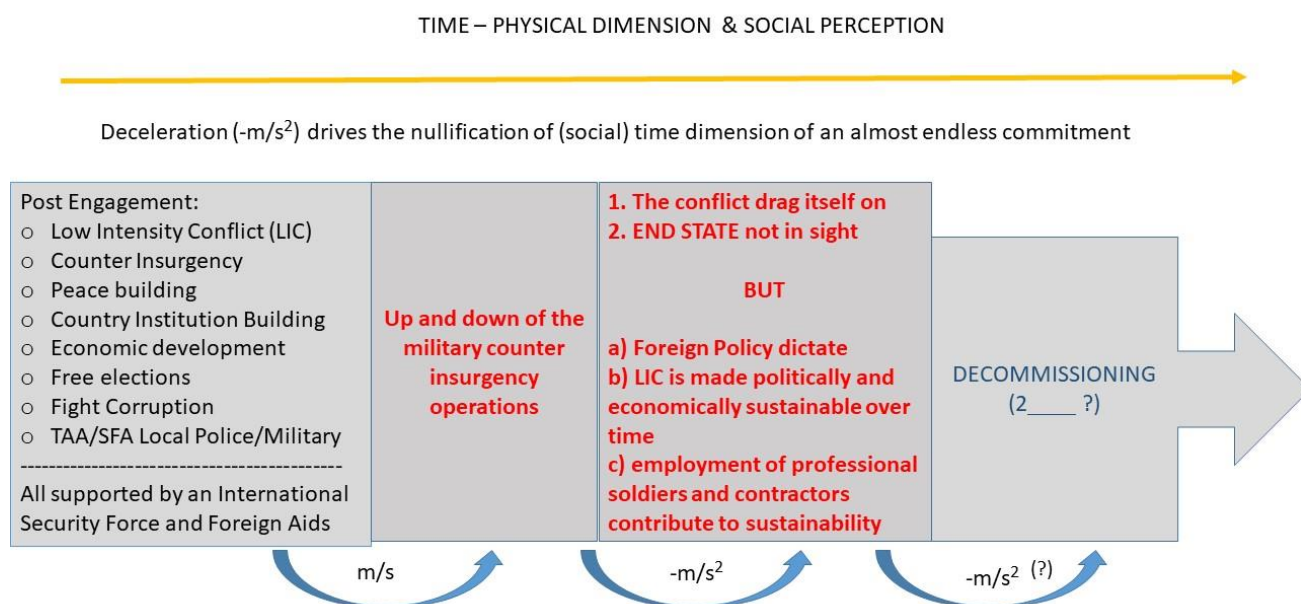 TIME – PHYSICAL DIMENSION & SOCIAL PERCEPTION
Deceleration (-m/s²) drives the nullification of (social) time dimension of an almost endless commitment
Post Engagement:
o Low Intensity Conflict (LIC)
o Counter Insurgency
o Peace building
o Country Institution Building
o Economic development
o Free elections
o Fight Corruption
o TAA/SFA Local Police/Military
---------------------------------------------
All supported by an International
Security Force and Foreign Aids
Up and down of the
military counter
insurgency
operations
1. The conflict drag itself on
2. END STATE not in sight
BUT
a) Foreign Policy dictate
b) LIC is made politically and
economically sustainable over
time
c) employment of professional
soldiers and contractors
contribute to sustainability
DECOMMISSIONING
(2____ ?)
m/s
-m/s²
-m/s² (?)